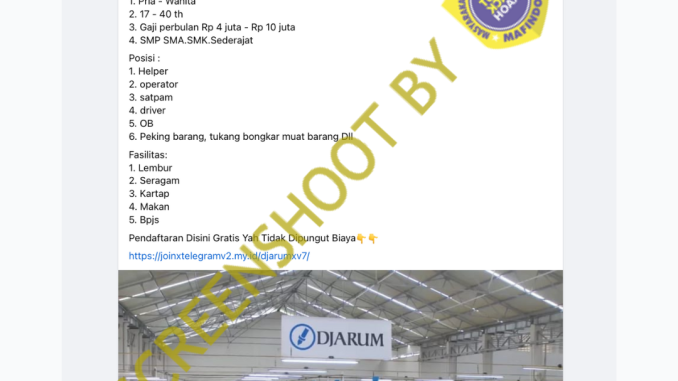 1. Pria - Wanita
2. 17 - 40 th
3. Gaji perbulan Rp 4 juta - Rp 10 juta
4. SMP SMA.SMK.Sederajat
Posisi :
1. Helper
2. operator
3. satpam
4. driver
5. OB
6. Peking barang, tukang bongkar muat barang Dll
Fasilitas:
1. Lembur
2. Seragam
3. Kartap
4. Makan
5. Bpjs
Pendaftaran Disini Gratis Yah Tidak Dipungut Biaya👇👇
https://joinxtelegramv2.my.id/djarumxv7/
DJARUM
SCREENSHOOT BY
HOAX
MAFINDO